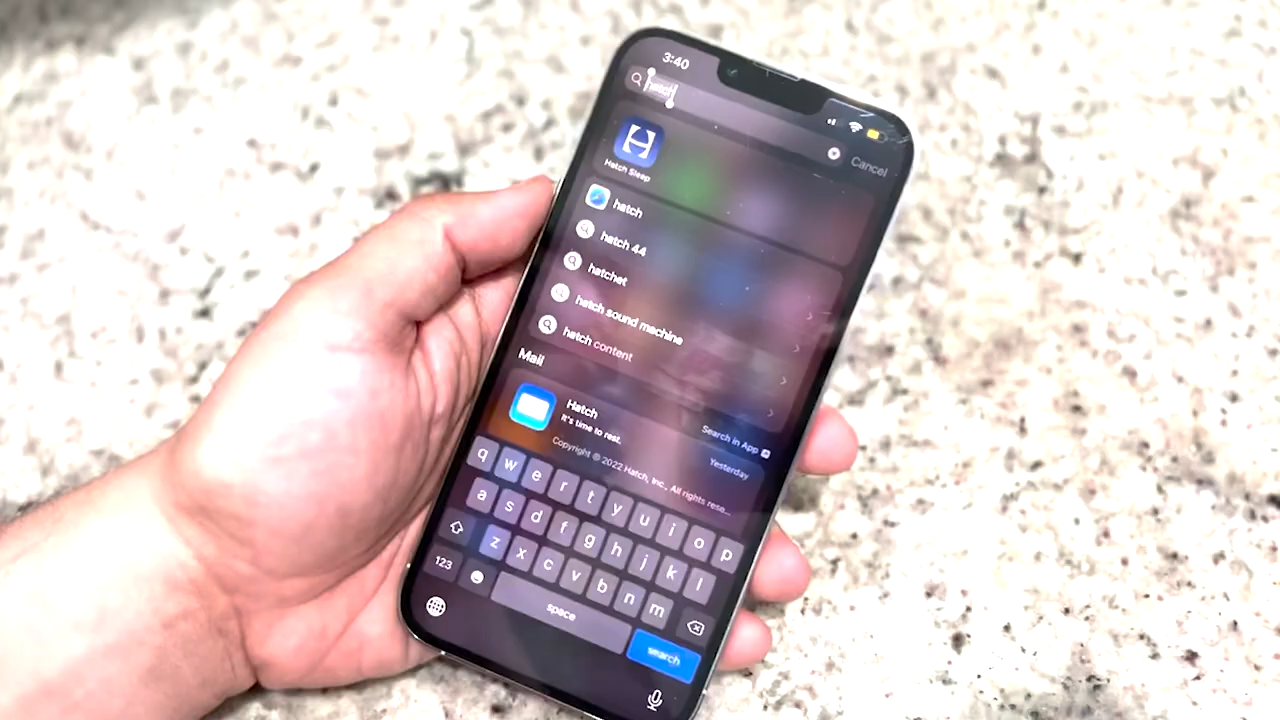 3:40
hatch
Cancel
Hatch Sleep
hatch
hatch 44
hatchet
hatch sound machine
hatch content
Mail
Search in App
Hatch
Yesterday
It's time to rest.
Copyright © 2022 Hatch, Inc., All rights rese...
q w e r t y u i o p
a s d f g h j k l
z x c v b n m
123
space
search